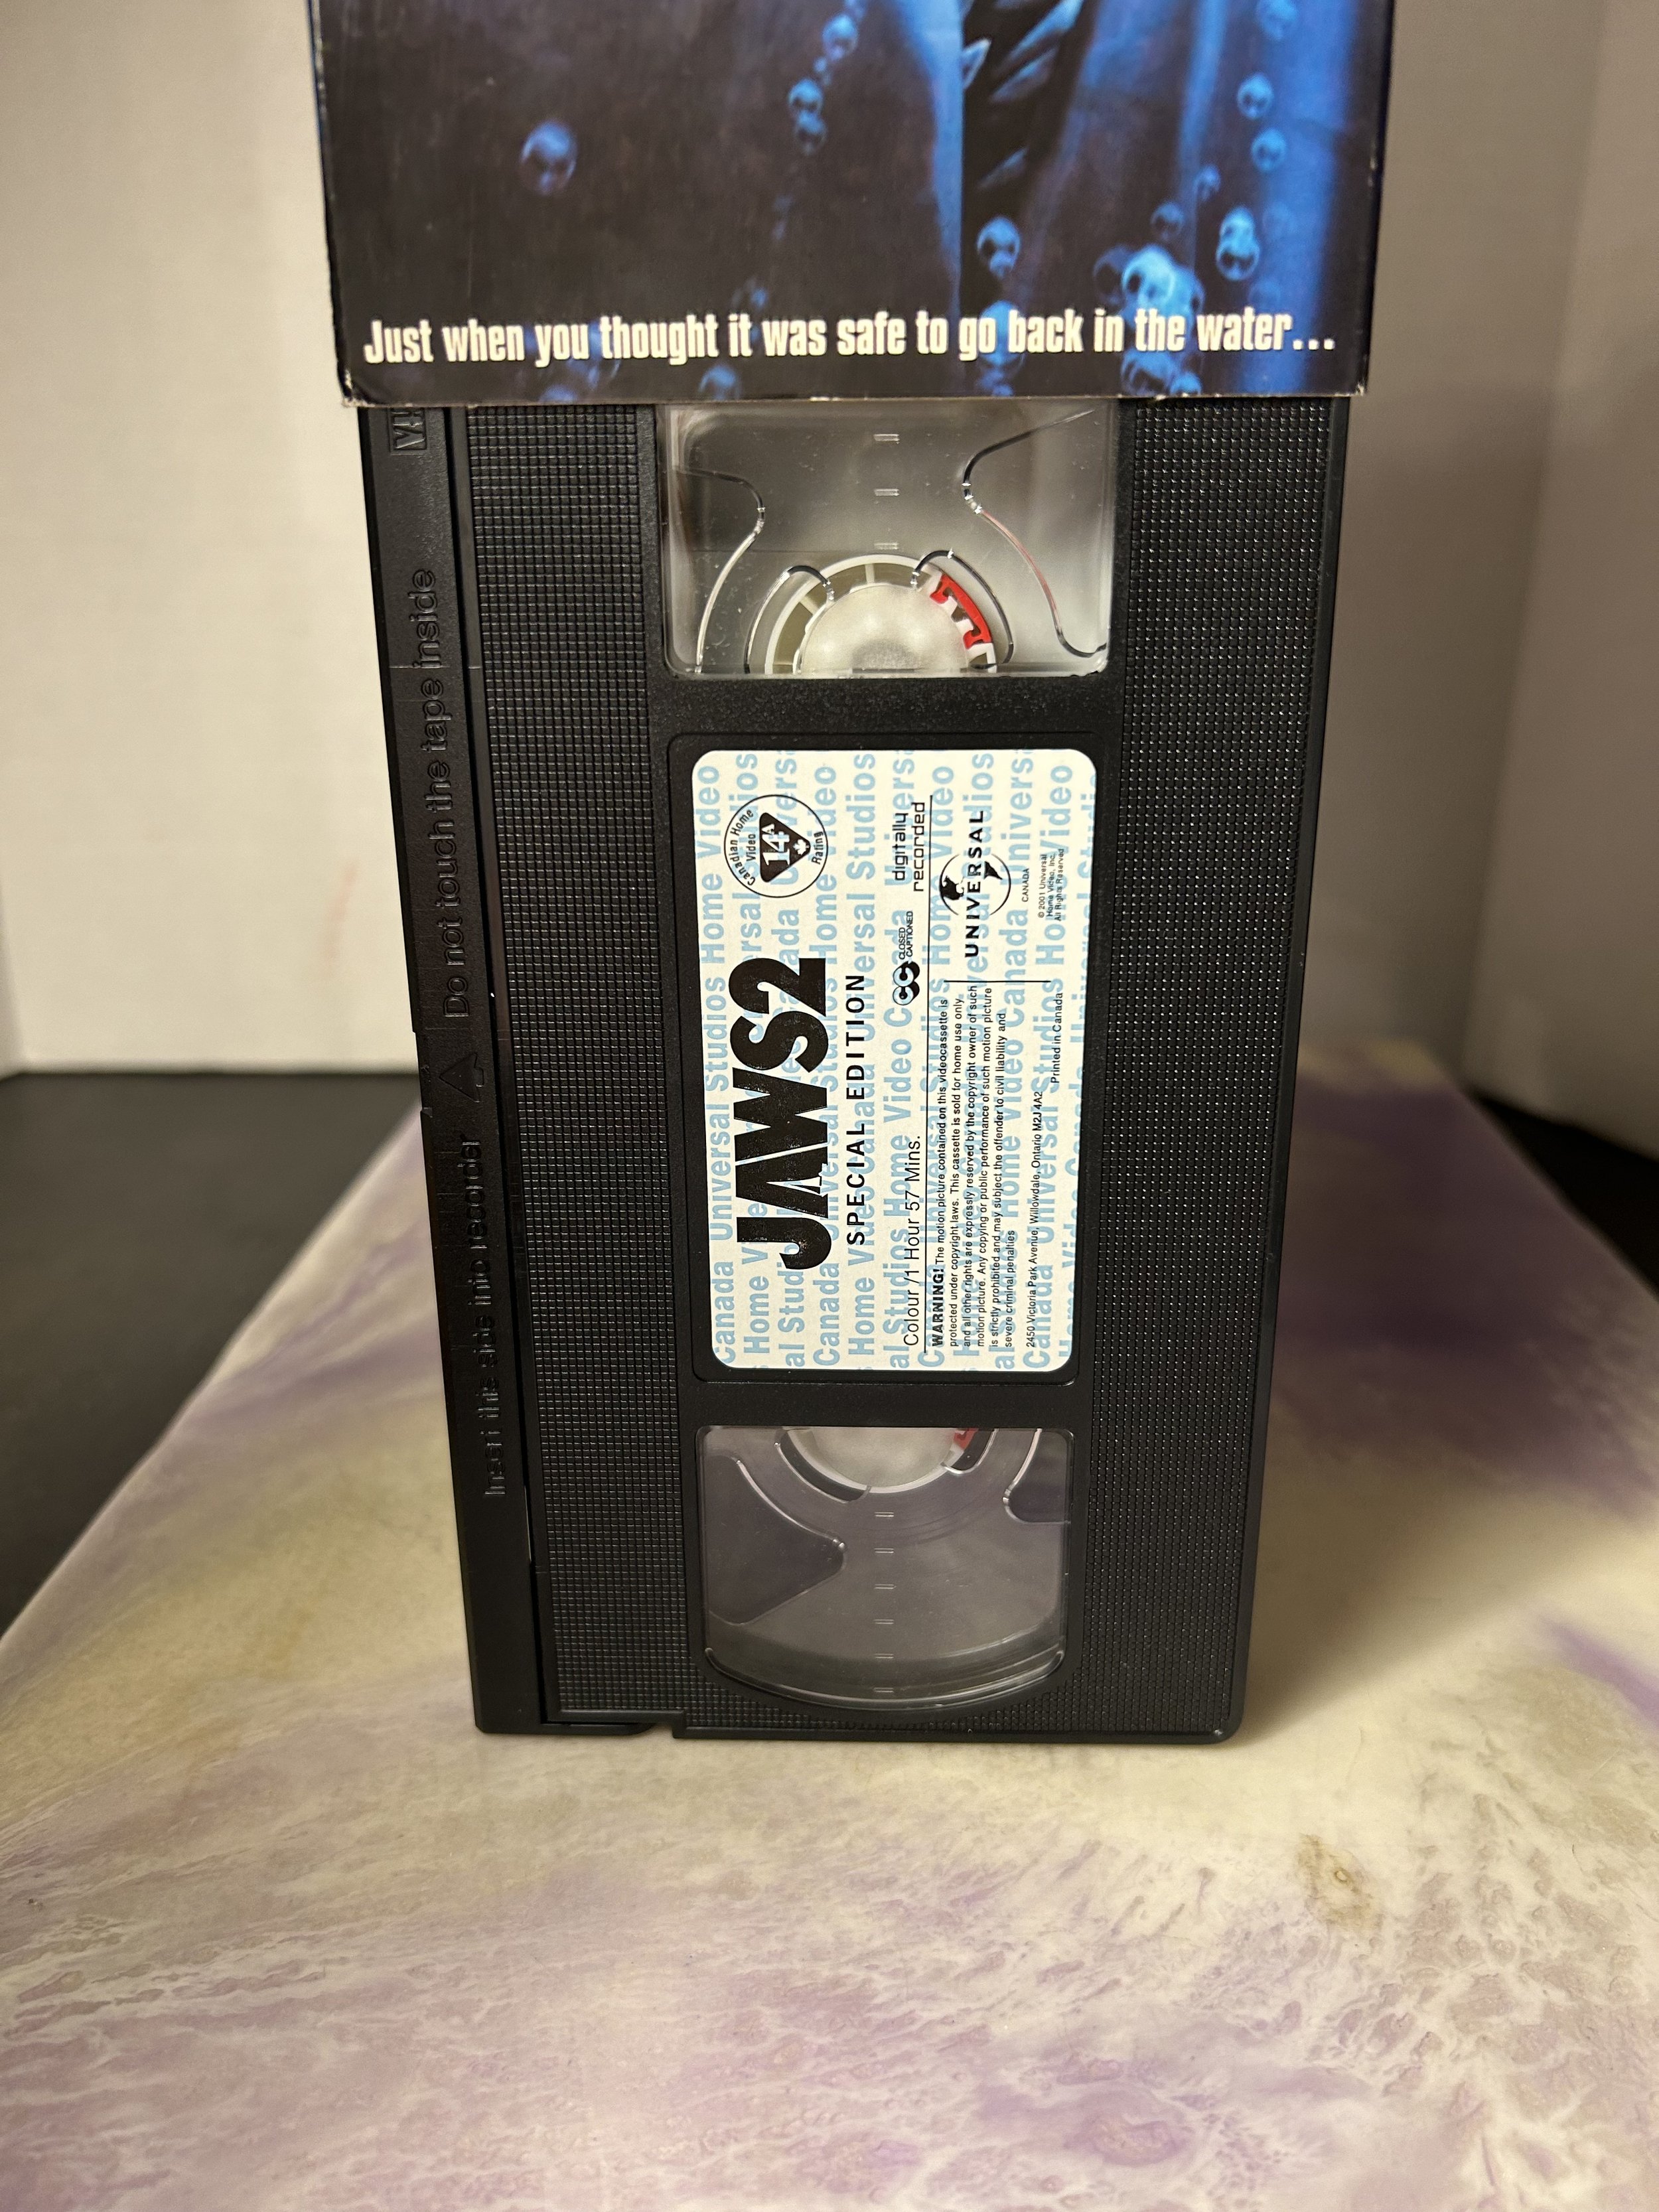 Just when you thought it was safe to go back in the water...
Insert this side into recorder
Do not touch the tape inside
JAWS2
SPECIAL EDITION
Canadian Home
Video
14A
Rating
Colour/1 Hour 57 Mins.
CC CLOSED
CAPTIONED
digitally
recorded
WARNING! The motion picture contained on this videocassette is
protected under copyright laws. This cassette is sold for home use only
and all other rights are expressly reserved by the copyright owner of such
motion picture. Any copying or public performance of such motion picture
is strictly prohibited and may subject the offender to civil liability and
severe criminal penalties
2450 Victoria Park Avenue, Willowdale, Ontario M2J 4A2
Printed in Canada
UNIVERSAL
CANADA
© 2001 Universal
Home Video, Inc.
All Rights Reserved